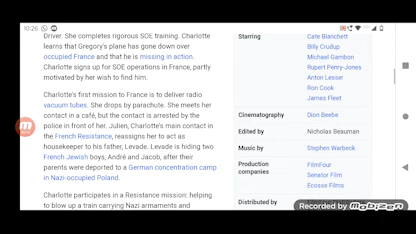 10:26
Driver. She completes rigorous SOE training. Charlotte
learns that Gregory's plane has gone down over
occupied France and that he is missing in action.
Charlotte signs up for SOE operations in France, partly
motivated by her wish to find him.
Charlotte's first mission to France is to deliver radio
vacuum tubes. She drops by parachute. She meets her
contact in a café, but the contact is arrested by the
police in front of her. Julien, Charlotte's main contact in
the French Resistance, reassigns her to act as
housekeeper to his father, Levade. Levade is hiding two
French Jewish boys, André and Jacob, after their
parents were deported to a German concentration camp
in Nazi-occupied Poland.
Charlotte participates in a Resistance mission: helping
to blow up a train carrying Nazi armaments and
Starring
Cate Blanchett
Billy Crudup
Michael Gambon
Rupert Penry-Jones
Anton Lesser
Ron Cook
James Fleet
Cinematography
Dion Beebe
Edited by
Nicholas Beauman
Music by
Stephen Warbeck
Production
companies
FilmFour
Senator Film
Ecosse Films
Distributed by
Recorded by
MOBIZEN